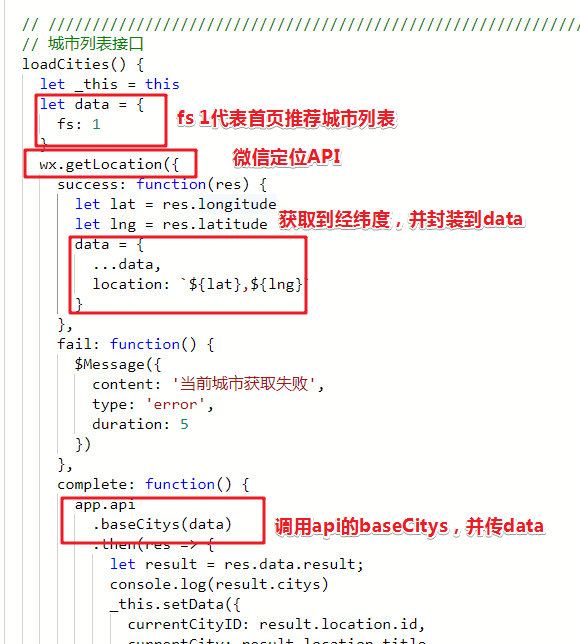 // //////////////////////////////////////////////////////////////
// 城市列表接口
loadCities() {
let _this = this
let data = {
fs: 1
}
fs 1代表首页推荐城市列表
wx.getLocation({
微信定位API
success: function(res) {
let lat = res.longitude
let lng = res.latitude
获取到经纬度，并封装到data
data = {
...data,
location: `${lat},${lng}`
}
},
fail: function() {
$Message({
content: '当前城市获取失败',
type: 'error',
duration: 5
})
},
complete: function() {
app.api
.baseCitys(data)
调用api的baseCitys，并传data
.then(res => {
let result = res.data.result;
console.log(result.citys)
_this.setData({
currentCityID: result.location.id,
currentCity: result.location.title